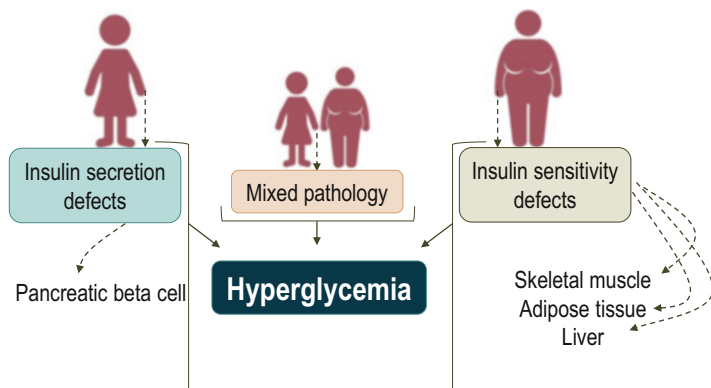 Insulin secretion
defects
Mixed pathology
Insulin sensitivity
defects
Hyperglycemia
Pancreatic beta cell
Skeletal muscle
Adipose tissue
Liver